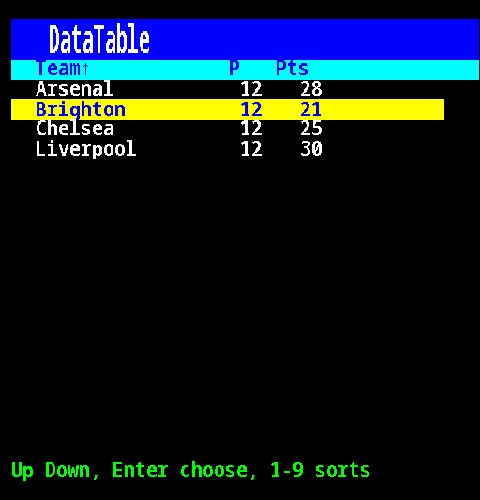 DataTable
Team↑ P Pts
Arsenal 12 28
Brighton 12 21
Chelsea 12 25
Liverpool 12 30
Up Down, Enter choose, 1-9 sorts